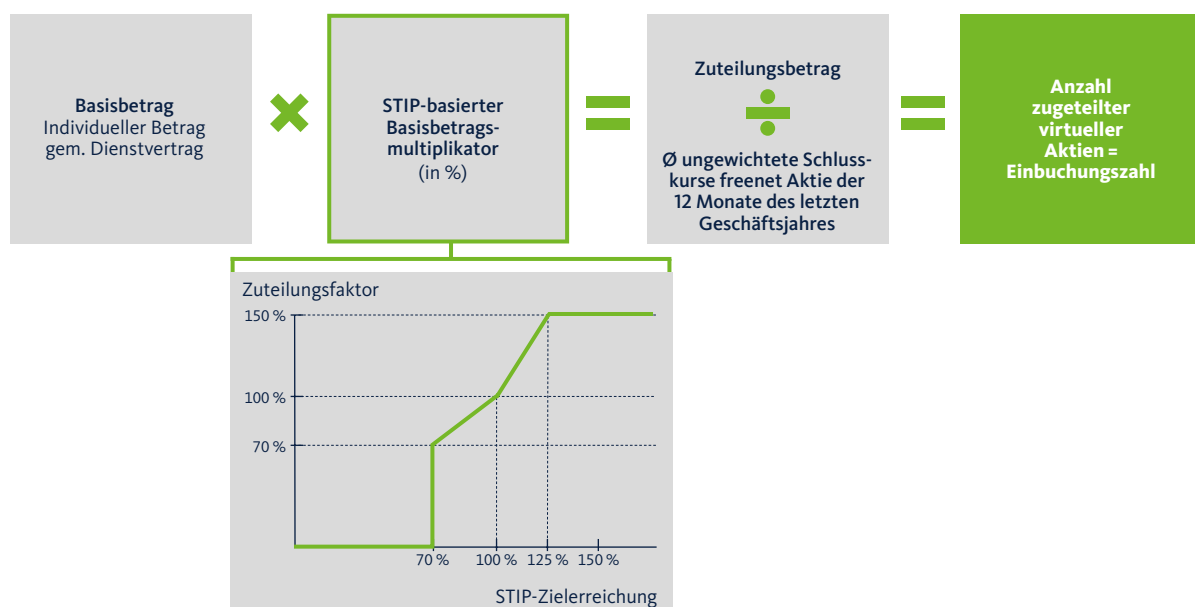 Basisbetrag
Individueller Betrag
gem. Dienstvertrag
STIP-basierter
Basisbetrags-
multiplikator
(in %)
Zuteilungsbetrag
Ø ungewichtete Schluss-
kurse freenet Aktie der
12 Monate des letzten
Geschäftsjahres
Anzahl
zugeteilter
virtueller
Aktien =
Einbuchungszahl
Zuteilungsfaktor
150 %
100 %
70 %
70 % 100 % 125 % 150 %
STIP-Zielerreichung